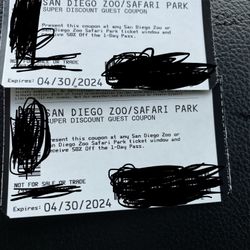 SAN DIEGO ZOO/SAFARI PARK
SUPER DISCOUNT GUEST COUPON
Present this coupon at any San Diego Zoo or
Diego Zoo Safari Park ticket window and
receive 50% Off the 1-Day Pass.
NOT FOR SALE OR TRADE
Expires: 04/30/2024
SAN DIEGO ZOO/SAFARI PARK
SUPER DISCOUNT GUEST COUPON
esent this coupon at any San Diego Zoo or
n Diego Zoo Safari Park ticket window and
ceive 50% Off the 1-Day Pass.
NOT FOR SALE OR TRADE
Expires: 04/30/2024